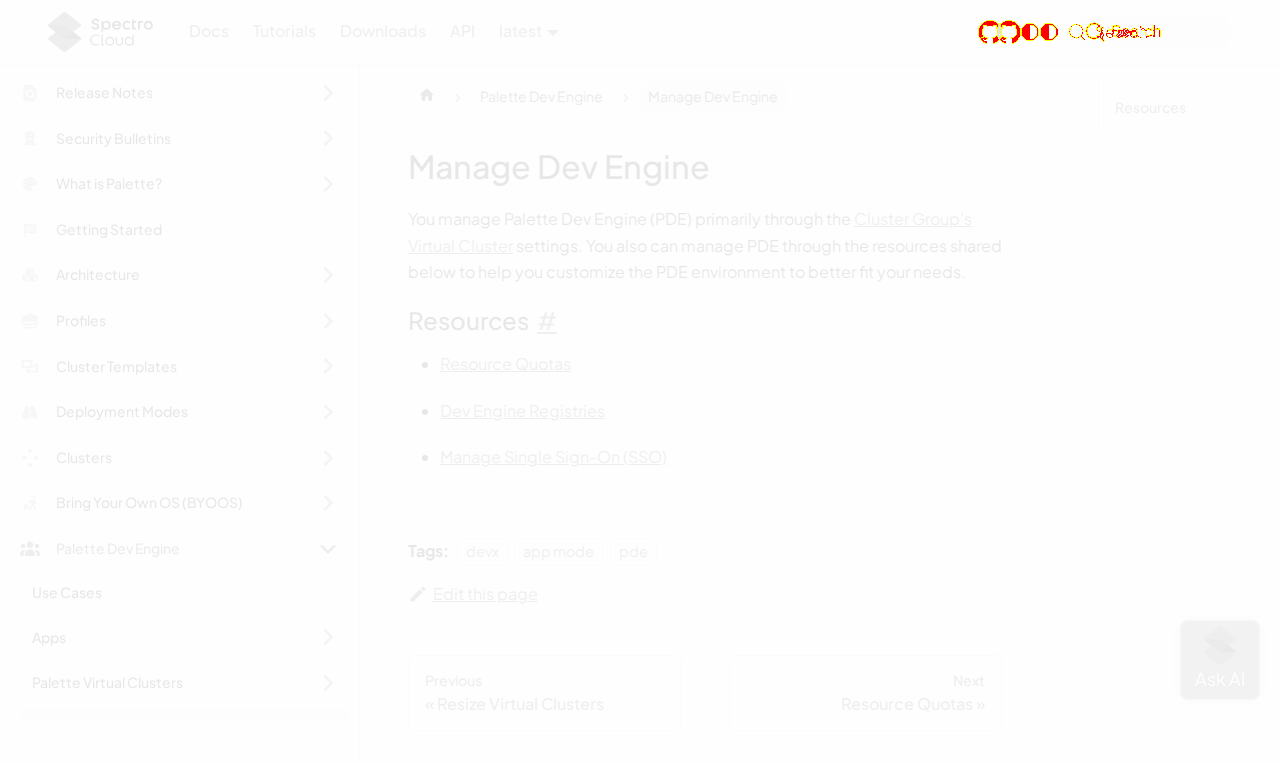 Spectro Cloud
Docs
Tutorials
Downloads
API
latest
Search
Release Notes
Security Bulletins
What is Palette?
Getting Started
Architecture
Profiles
Cluster Templates
Deployment Modes
Clusters
Bring Your Own OS (BYOOS)
Palette Dev Engine
Use Cases
Apps
Palette Virtual Clusters
Palette Dev Engine
Manage Dev Engine
Manage Dev Engine
You manage Palette Dev Engine (PDE) primarily through the Cluster Group's
Virtual Cluster settings. You also can manage PDE through the resources shared
below to help you customize the PDE environment to better fit your needs.
Resources #
Resource Quotas
Dev Engine Registries
Manage Single Sign-On (SSO)
Tags: devx app mode pde
Edit this page
Previous
« Resize Virtual Clusters
Next
Resource Quotas »
Resources
Ask AI